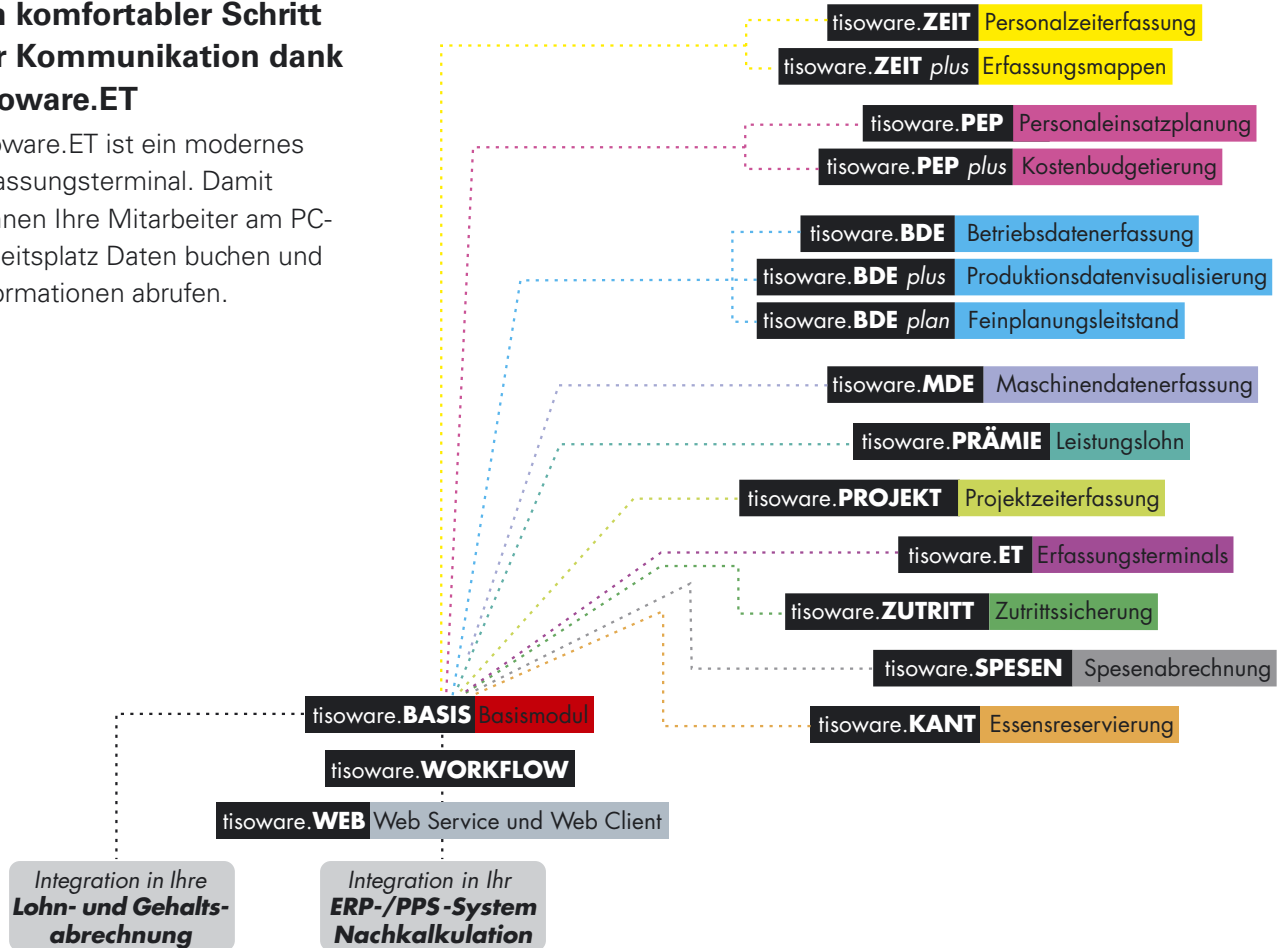 komfortabler Schritt
Kommunikation dank
ware.ET
ware.ET ist ein modernes
assungsterminal. Damit
nen Ihre Mitarbeiter am PC-
eitsplatz Daten buchen und
ormationen abrufen.
tisoware.ZEIT Personalzeiterfassung
tisoware.ZEIT plus Erfassungsmappen
tisoware.PEP Personaleinsatzplanung
tisoware.PEP plus Kostenbudgetierung
tisoware.BDE Betriebsdatenerfassung
tisoware.BDE plus Produktionsdatenvisualisierung
tisoware.BDE plan Feinplanungsleitstand
tisoware.MDE Maschinendatenerfassung
tisoware.PRÄMIE Leistungslohn
tisoware.PROJEKT Projektzeiterfassung
tisoware.ET Erfassungsterminals
tisoware.ZUTRITT Zutrittssicherung
tisoware.SPESEN Spesenabrechnung
tisoware.KANT Essensreservierung
tisoware.BASIS Basismodul
tisoware.WORKFLOW
tisoware.WEB Web Service und Web Client
Integration in Ihre
Lohn- und Gehalts-
abrechnung
Integration in Ihr
ERP-/PPS-System
Nachkalkulation